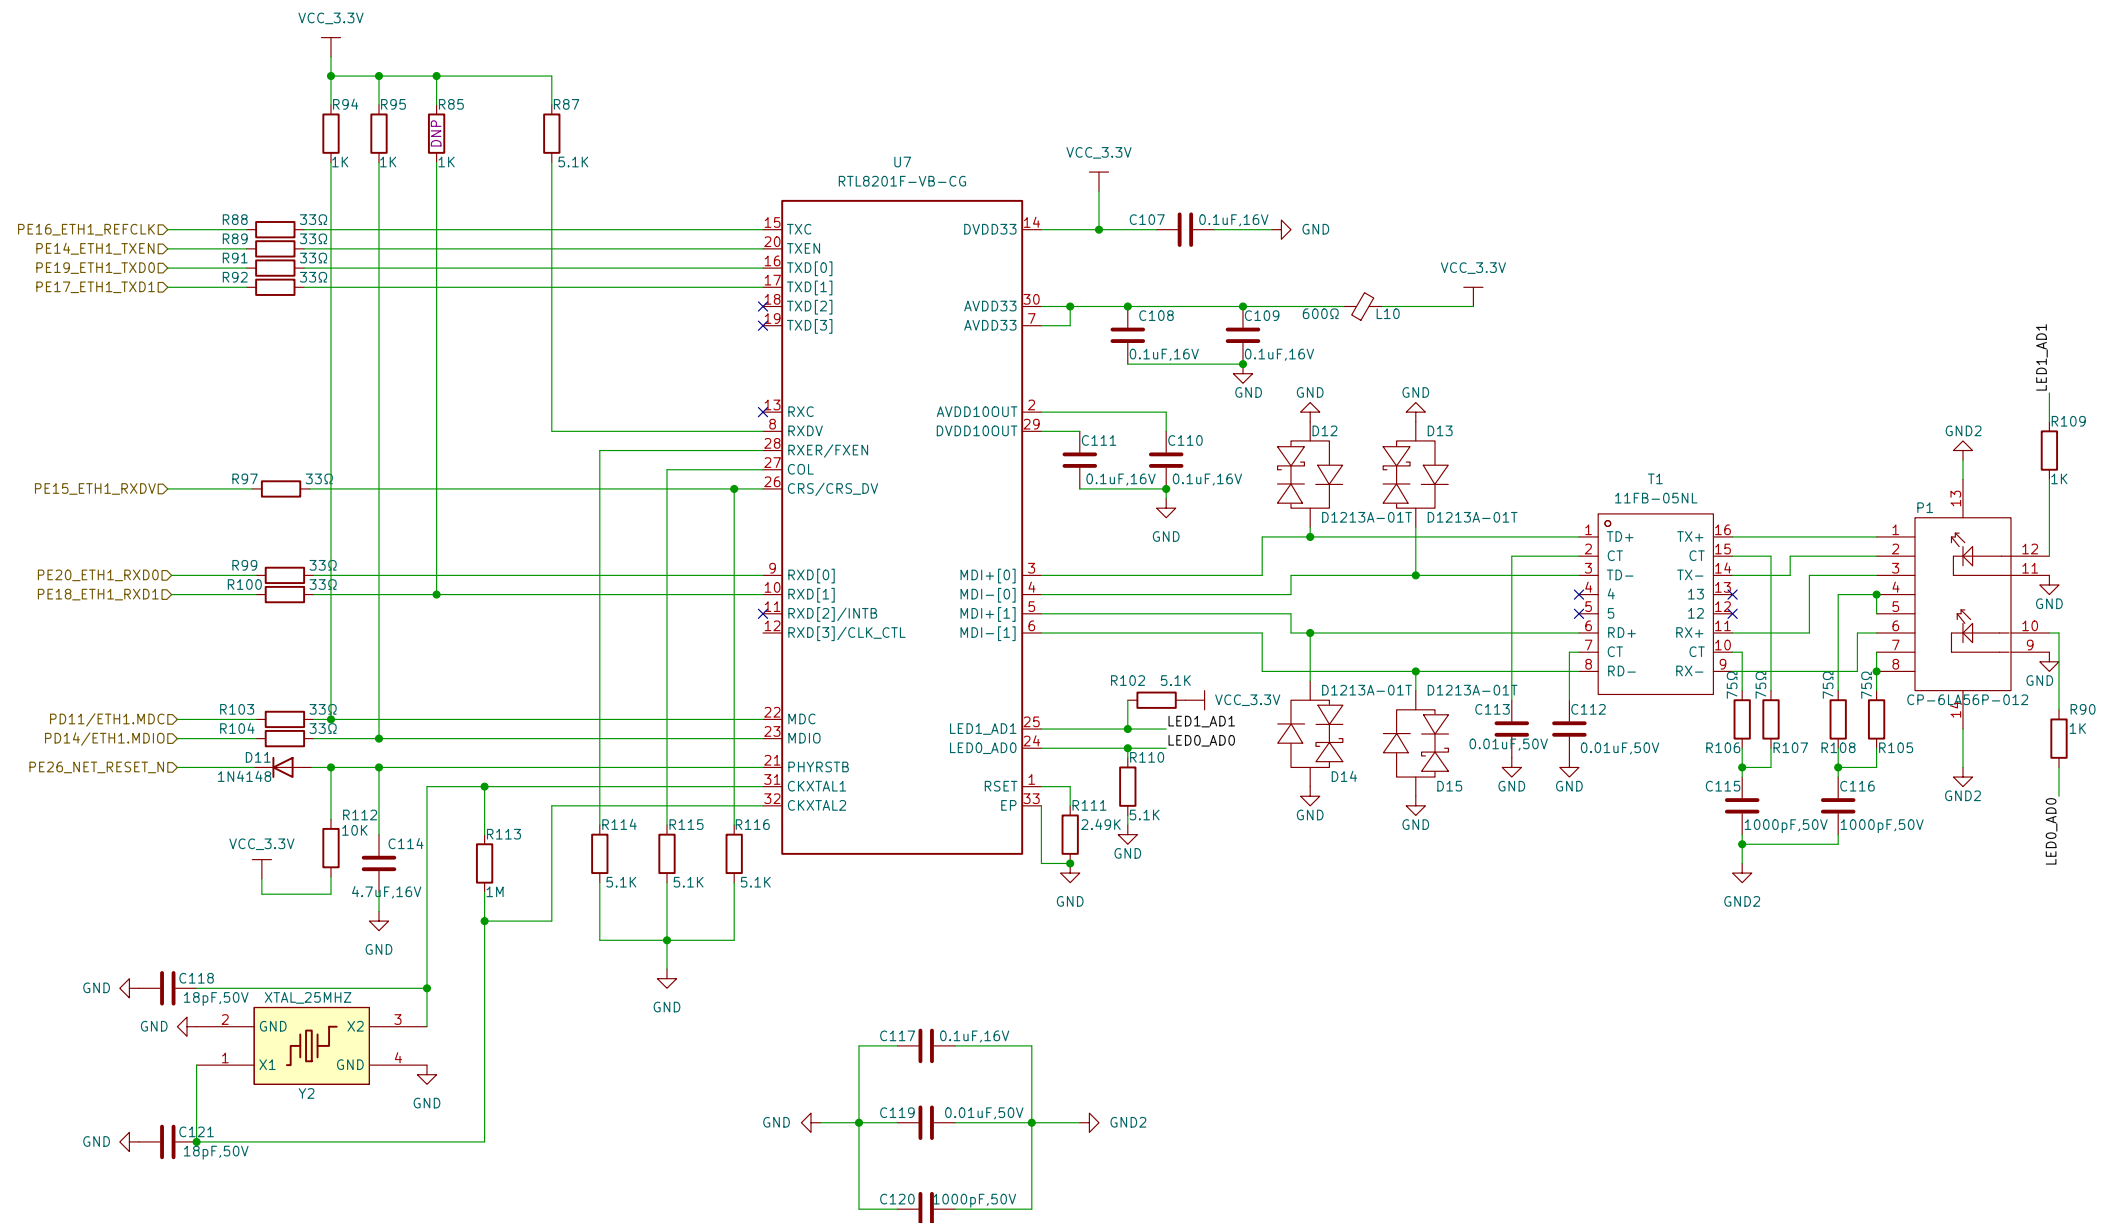 VCC_3.3V
R94
R95
R85
R87
DNP
1K
1K
1K
5.1K
U7
RTL8201F-VB-CG
VCC_3.3V
PE16_ETH1_REFCLK
R88
33Ω
15
TXC
DVDD33
14
C107
0.1uF,16V
GND
PE14_ETH1_TXEN
R89
33Ω
20
TXEN
PE19_ETH1_TXD0
R91
33Ω
16
TXD[0]
VCC_3.3V
PE17_ETH1_TXD1
R92
33Ω
17
TXD[1]
18
TXD[2]
AVDD33
30
C108
C109
600Ω
L10
19
TXD[3]
AVDD33
7
0.1uF,16V
0.1uF,16V
GND
LED1_AD1
13
RXC
AVDD10OUT
2
GND
GND
8
RXDV
DVDD10OUT
29
C111
C110
D12
D13
28
RXER/FXEN
27
COL
0.1uF,16V
0.1uF,16V
GND
D1213A-01T
D1213A-01T
PE15_ETH1_RXDV
R97
33Ω
26
CRS/CRS_DV
T1
11FB-05NL
1
TD+
TX+
16
2
CT
CT
15
3
TD-
TX-
14
4
4
13
13
5
5
12
12
6
RD+
RX+
11
7
CT
CT
10
8
RD-
RX-
9
GND2
13
P1
R109
1K
1
2
3
4
5
6
7
8
12
11
GND
10
9
GND
CP-6LA56P-012
14
GND2
R90
1K
LED0_AD0
PE20_ETH1_RXD0
R99
33Ω
9
RXD[0]
MDI+[0]
3
PE18_ETH1_RXD1
R100
33Ω
10
RXD[1]
MDI-[0]
4
11
RXD[2]/INTB
MDI+[1]
5
12
RXD[3]/CLK_CTL
MDI-[1]
6
D1213A-01T
D1213A-01T
D14
D15
GND
GND
R102
5.1K
VCC_3.3V
PD11/ETH1.MDC
R103
33Ω
22
MDC
LED1_AD1
25
LED1_AD1
PD14/ETH1.MDIO
R104
33Ω
23
MDIO
LED0_AD0
24
LED0_AD0
PE26_NET_RESET_N
D11
1N4148
21
PHYRSTB
31
CKXTAL1
RSET
1
32
CKXTAL2
EP
33
R110
5.1K
GND
R111
2.49K
GND
C113
0.01uF,50V
GND
C112
0.01uF,50V
GND
75Ω
75Ω
75Ω
75Ω
R106
R107
R108
R105
C115
C116
1000pF,50V
1000pF,50V
GND2
VCC_3.3V
R112
10K
C114
4.7uF,16V
GND
R113
1M
R114
R115
R116
5.1K
5.1K
5.1K
GND
GND
C118
18pF,50V
XTAL_25MHZ
GND
2
GND
X2
3
1
X1
GND
4
Y2
GND
GND
C121
18pF,50V
C117
0.1uF,16V
GND
C119
0.01uF,50V
GND2
C120
1000pF,50V